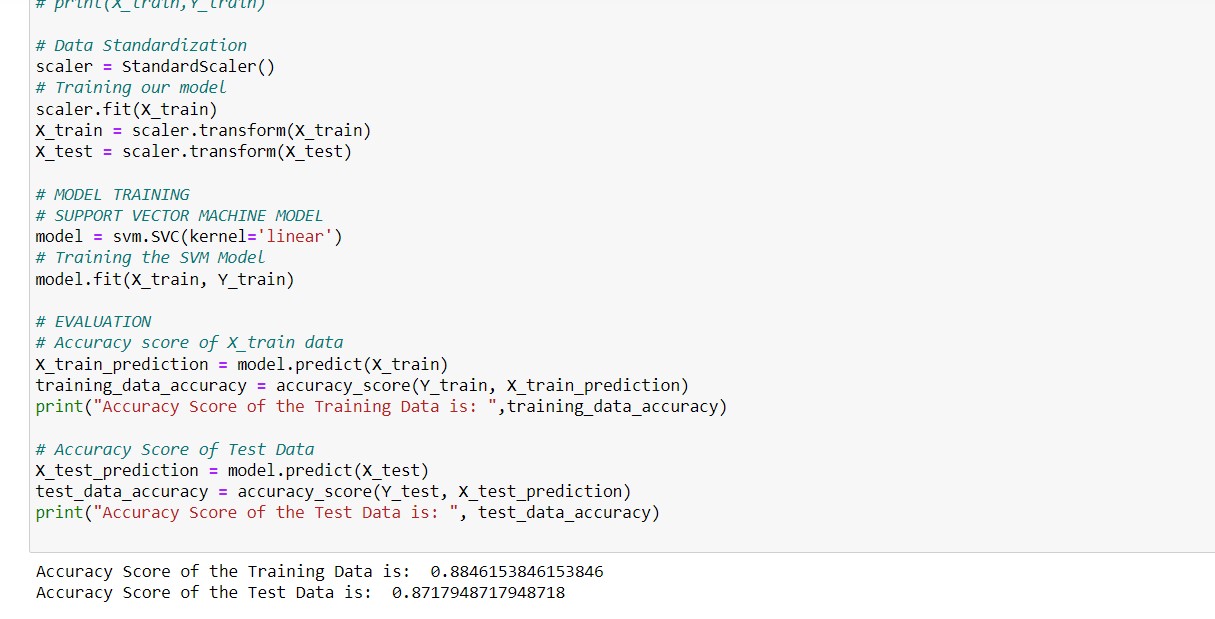 # print(X_train,Y_train)
# Data Standardization
scaler = StandardScaler()
# Training our model
scaler.fit(X_train)
X_train = scaler.transform(X_train)
X_test = scaler.transform(X_test)
# MODEL TRAINING
# SUPPORT VECTOR MACHINE MODEL
model = svm.SVC(kernel='linear')
# Training the SVM Model
model.fit(X_train, Y_train)
# EVALUATION
# Accuracy score of X_train data
X_train_prediction = model.predict(X_train)
training_data_accuracy = accuracy_score(Y_train, X_train_prediction)
print("Accuracy Score of the Training Data is: ",training_data_accuracy)
# Accuracy Score of Test Data
X_test_prediction = model.predict(X_test)
test_data_accuracy = accuracy_score(Y_test, X_test_prediction)
print("Accuracy Score of the Test Data is: ", test_data_accuracy)
Accuracy Score of the Training Data is:  0.8846153846153846
Accuracy Score of the Test Data is:  0.8717948717948718